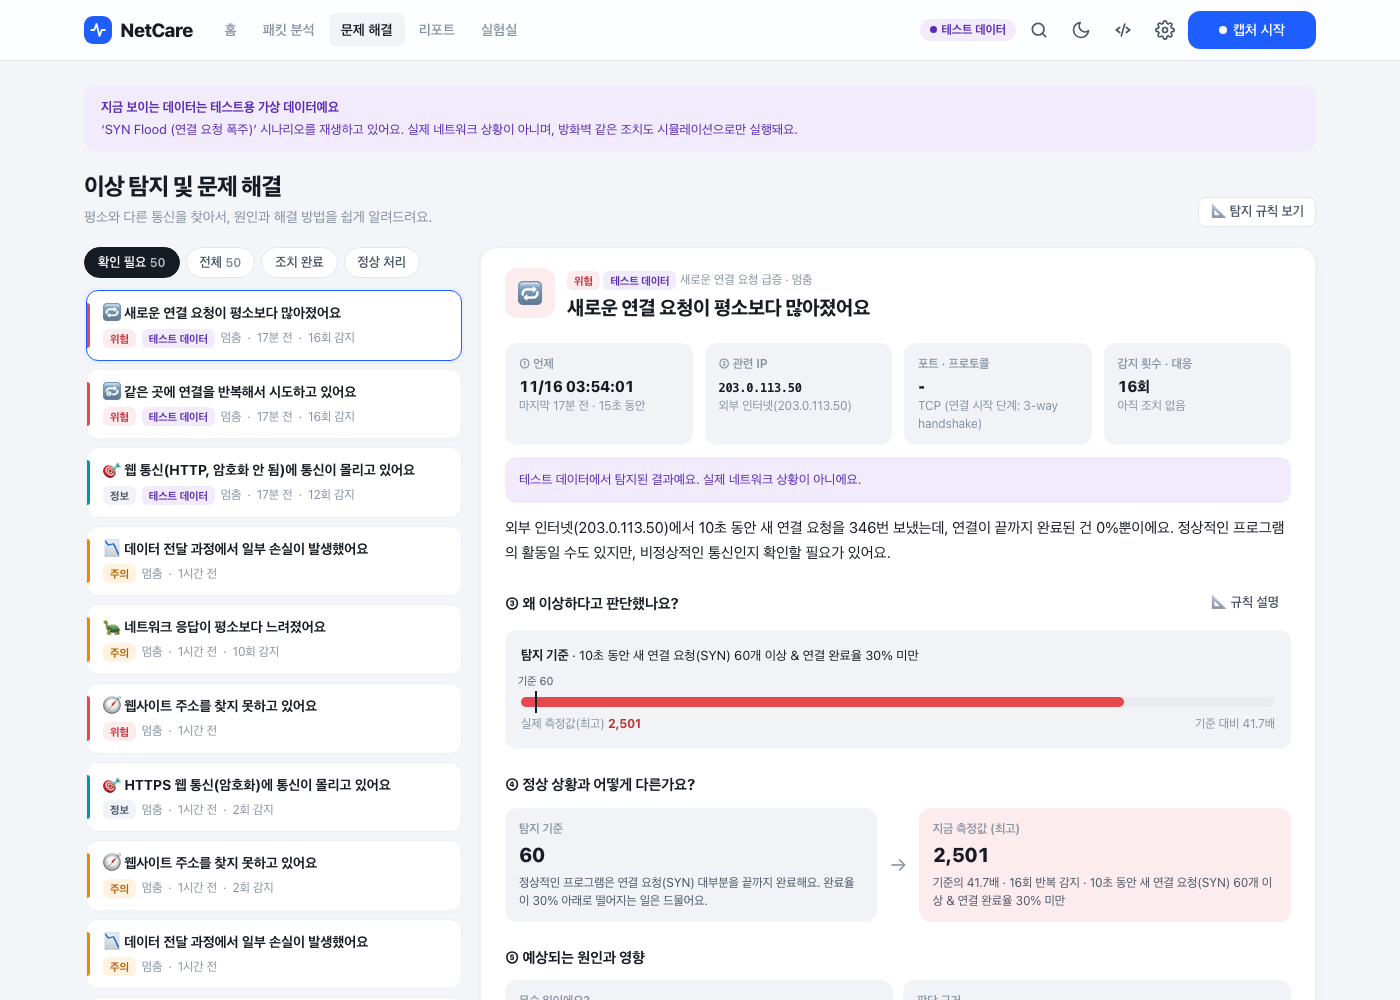 NetCare 홈 패킷 분석 문제 해결 리포트 실험실 테스트 데이터 캡처 시작
지금 보이는 데이터는 테스트용 가상 데이터예요
‘SYN Flood (연결 요청 폭주)’ 시나리오를 재생하고 있어요. 실제 네트워크 상황이 아니며, 방화벽 같은 조치도 시뮬레이션으로만 실행돼요.
이상 탐지 및 문제 해결
평소와 다른 통신을 찾아서, 원인과 해결 방법을 쉽게 알려드려요.
탐지 규칙 보기
확인 필요 50 전체 50 조치 완료 정상 처리
새로운 연결 요청이 평소보다 많아졌어요
위험 테스트 데이터 멈춤 · 17분 전 · 16회 감지
같은 곳에 연결을 반복해서 시도하고 있어요
위험 테스트 데이터 멈춤 · 17분 전 · 16회 감지
웹 통신(HTTP, 암호화 안 됨)에 통신이 몰리고 있어요
정보 테스트 데이터 멈춤 · 17분 전 · 12회 감지
데이터 전달 과정에서 일부 손실이 발생했어요
주의 멈춤 · 1시간 전
네트워크 응답이 평소보다 느려졌어요
주의 멈춤 · 1시간 전 · 10회 감지
웹사이트 주소를 찾지 못하고 있어요
위험 멈춤 · 1시간 전
HTTPS 웹 통신(암호화)에 통신이 몰리고 있어요
정보 멈춤 · 1시간 전 · 2회 감지
웹사이트 주소를 찾지 못하고 있어요
주의 멈춤 · 1시간 전 · 2회 감지
데이터 전달 과정에서 일부 손실이 발생했어요
주의 멈춤 · 1시간 전
위험 테스트 데이터 새로운 연결 요청 급증 · 멈춤
새로운 연결 요청이 평소보다 많아졌어요
① 언제
11/16 03:54:01
마지막 17분 전 · 15초 동안
② 관련 IP
203.0.113.50
외부 인터넷(203.0.113.50)
포트 · 프로토콜
-
TCP (연결 시작 단계: 3-way
handshake)
감지 횟수 · 대응
16회
아직 조치 없음
테스트 데이터에서 탐지된 결과예요. 실제 네트워크 상황이 아니에요.
외부 인터넷(203.0.113.50)에서 10초 동안 새 연결 요청을 346번 보냈는데, 연결이 끝까지 완료된 건 0%뿐이에요. 정상적인 프로그램
의 활동일 수도 있지만, 비정상적인 통신인지 확인할 필요가 있어요.
③ 왜 이상하다고 판단했나요?
규칙 설명
탐지 기준 · 10초 동안 새 연결 요청(SYN) 60개 이상 & 연결 완료율 30% 미만
기준 60
실제 측정값(최고) 2,501
기준 대비 41.7배
④ 정상 상황과 어떻게 다른가요?
탐지 기준
60
정상적인 프로그램은 연결 요청(SYN) 대부분을 끝까지 완료해요. 완료율
이 30% 아래로 떨어지는 일은 드물어요.
→
지금 측정값 (최고)
2,501
기준의 41.7배 · 16회 반복 감지 · 10초 동안 새 연결 요청(SYN) 60개 이
상 & 연결 완료율 30% 미만
⑤ 예상되는 원인과 영향